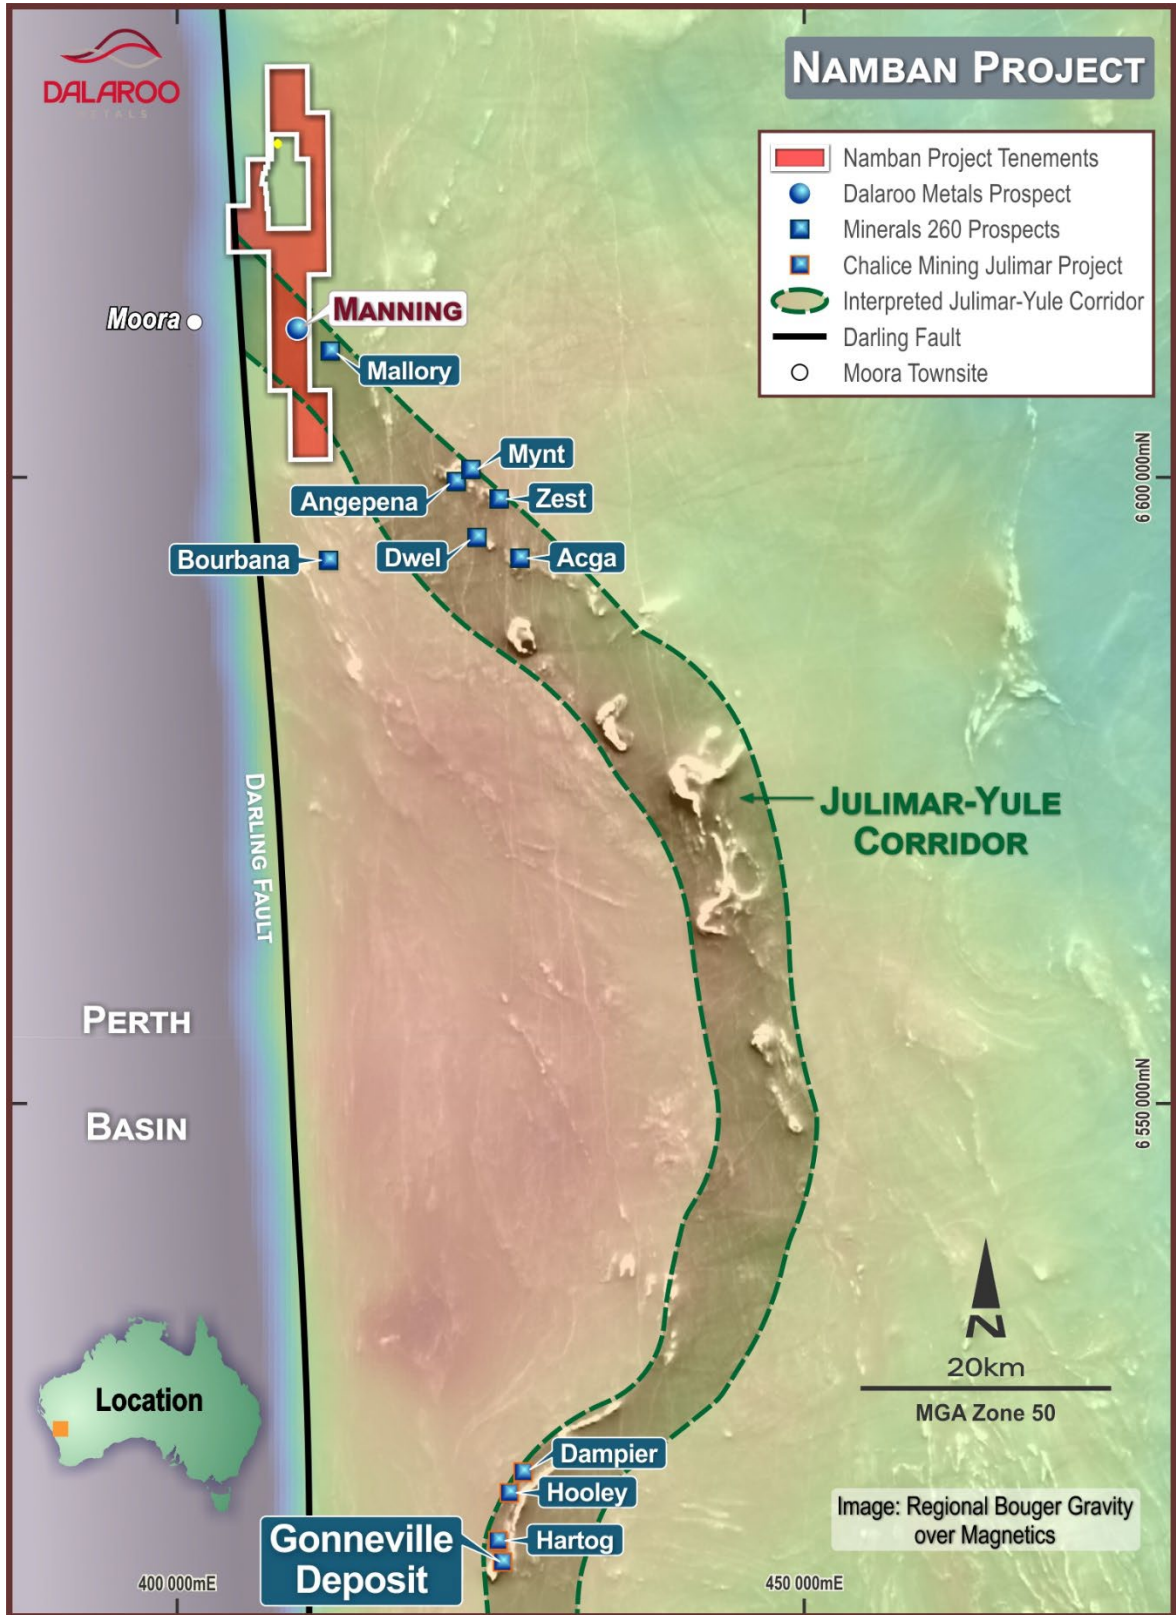 DALAROO
METALS
NAMBAN PROJECT
Namban Project Tenements
Dalaroo Metals Prospect
Minerals 260 Prospects
Chalice Mining Julimar Project
Interpreted Julimar-Yule Corridor
Darling Fault
Moora Townsite
Moora
MANNING
Mallory
Mynt
Angepena
Zest
Bourbana
Dwel
Acga
6 600 000mN
DARLING FAULT
JULIMAR-YULE
CORRIDOR
PERTH
BASIN
6 550 000mN
N
20km
MGA Zone 50
Location
Dampier
Hooley
Hartog
Gonneville
Deposit
Image: Regional Bouger Gravity
over Magnetics
400 000mE
450 000mE